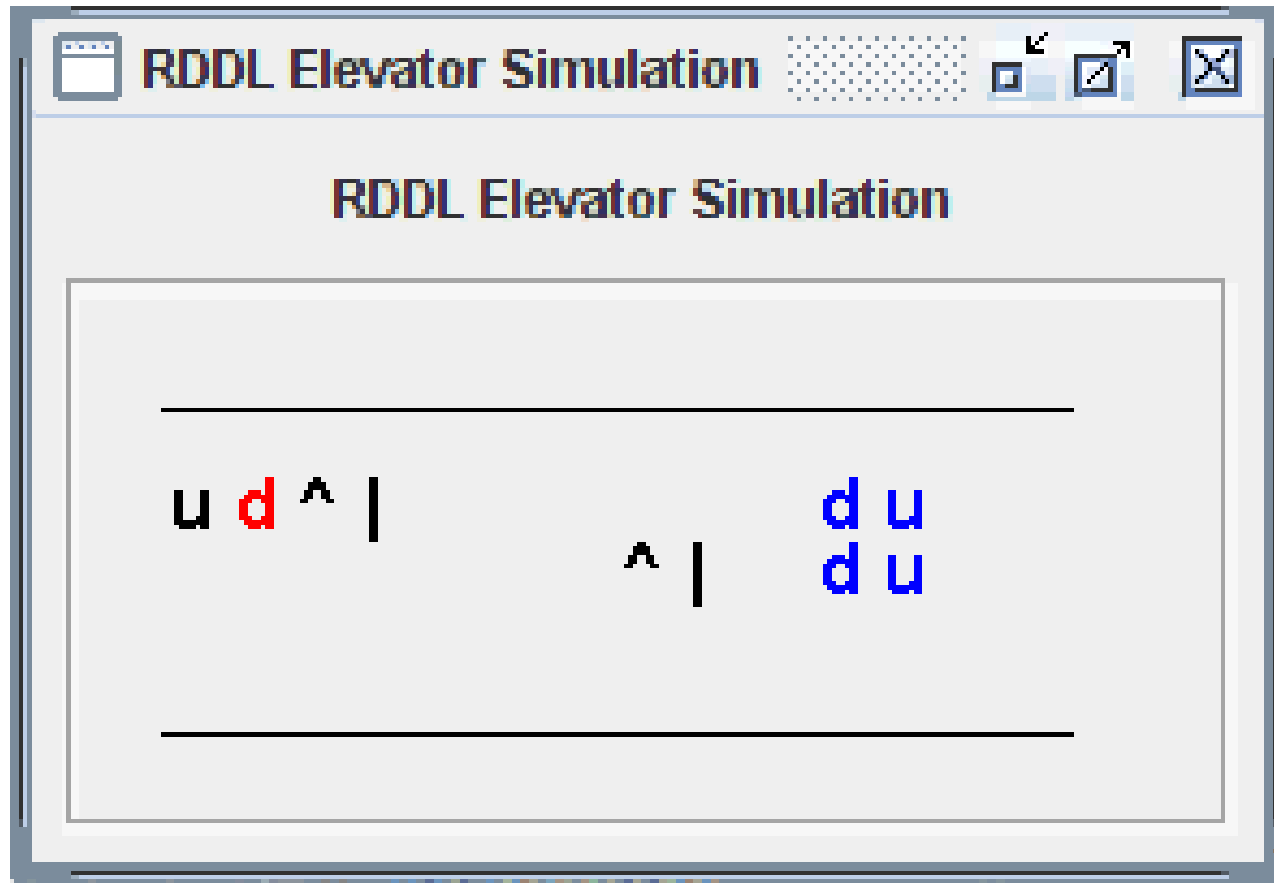 RDDL Elevator Simulation
RDDL Elevator Simulation
u d ^ | d u
^ | d u